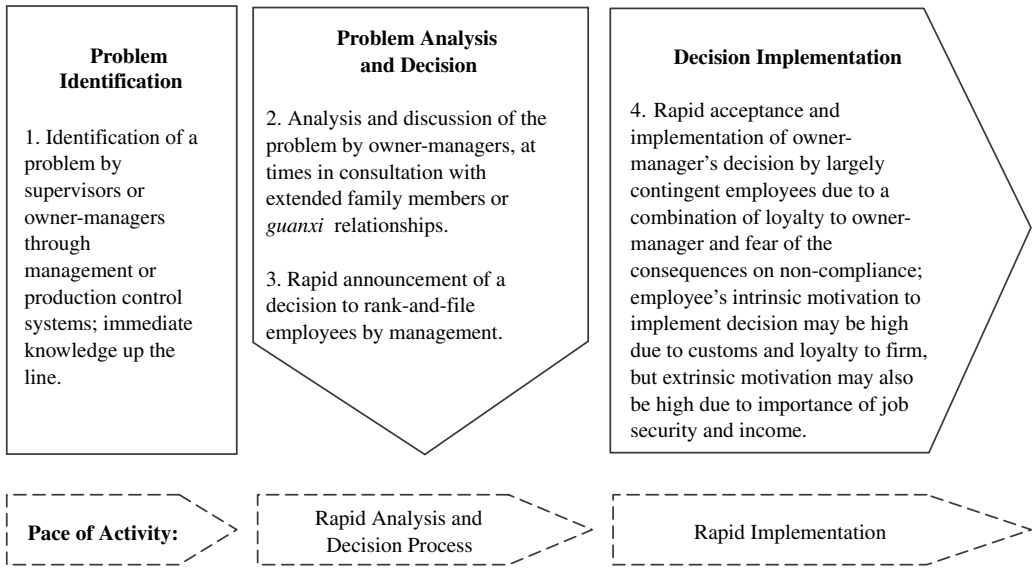 Problem
Identification
1. Identification of a
problem by
supervisors or
owner-managers
through
management or
production control
systems; immediate
knowledge up the
line.
Problem Analysis
and Decision
2. Analysis and discussion of the
problem by owner-managers, at
times in consultation with
extended family members or
guanxi relationships.
3. Rapid announcement of a
decision to rank-and-file
employees by management.
Decision Implementation
4. Rapid acceptance and
implementation of owner-
manager's decision by largely
contingent employees due to a
combination of loyalty to owner-
manager and fear of the
consequences on non-compliance;
employee's intrinsic motivation to
implement decision may be high
due to customs and loyalty to firm,
but extrinsic motivation may also
be high due to importance of job
security and income.
Pace of Activity:
Rapid Analysis and
Decision Process
Rapid Implementation